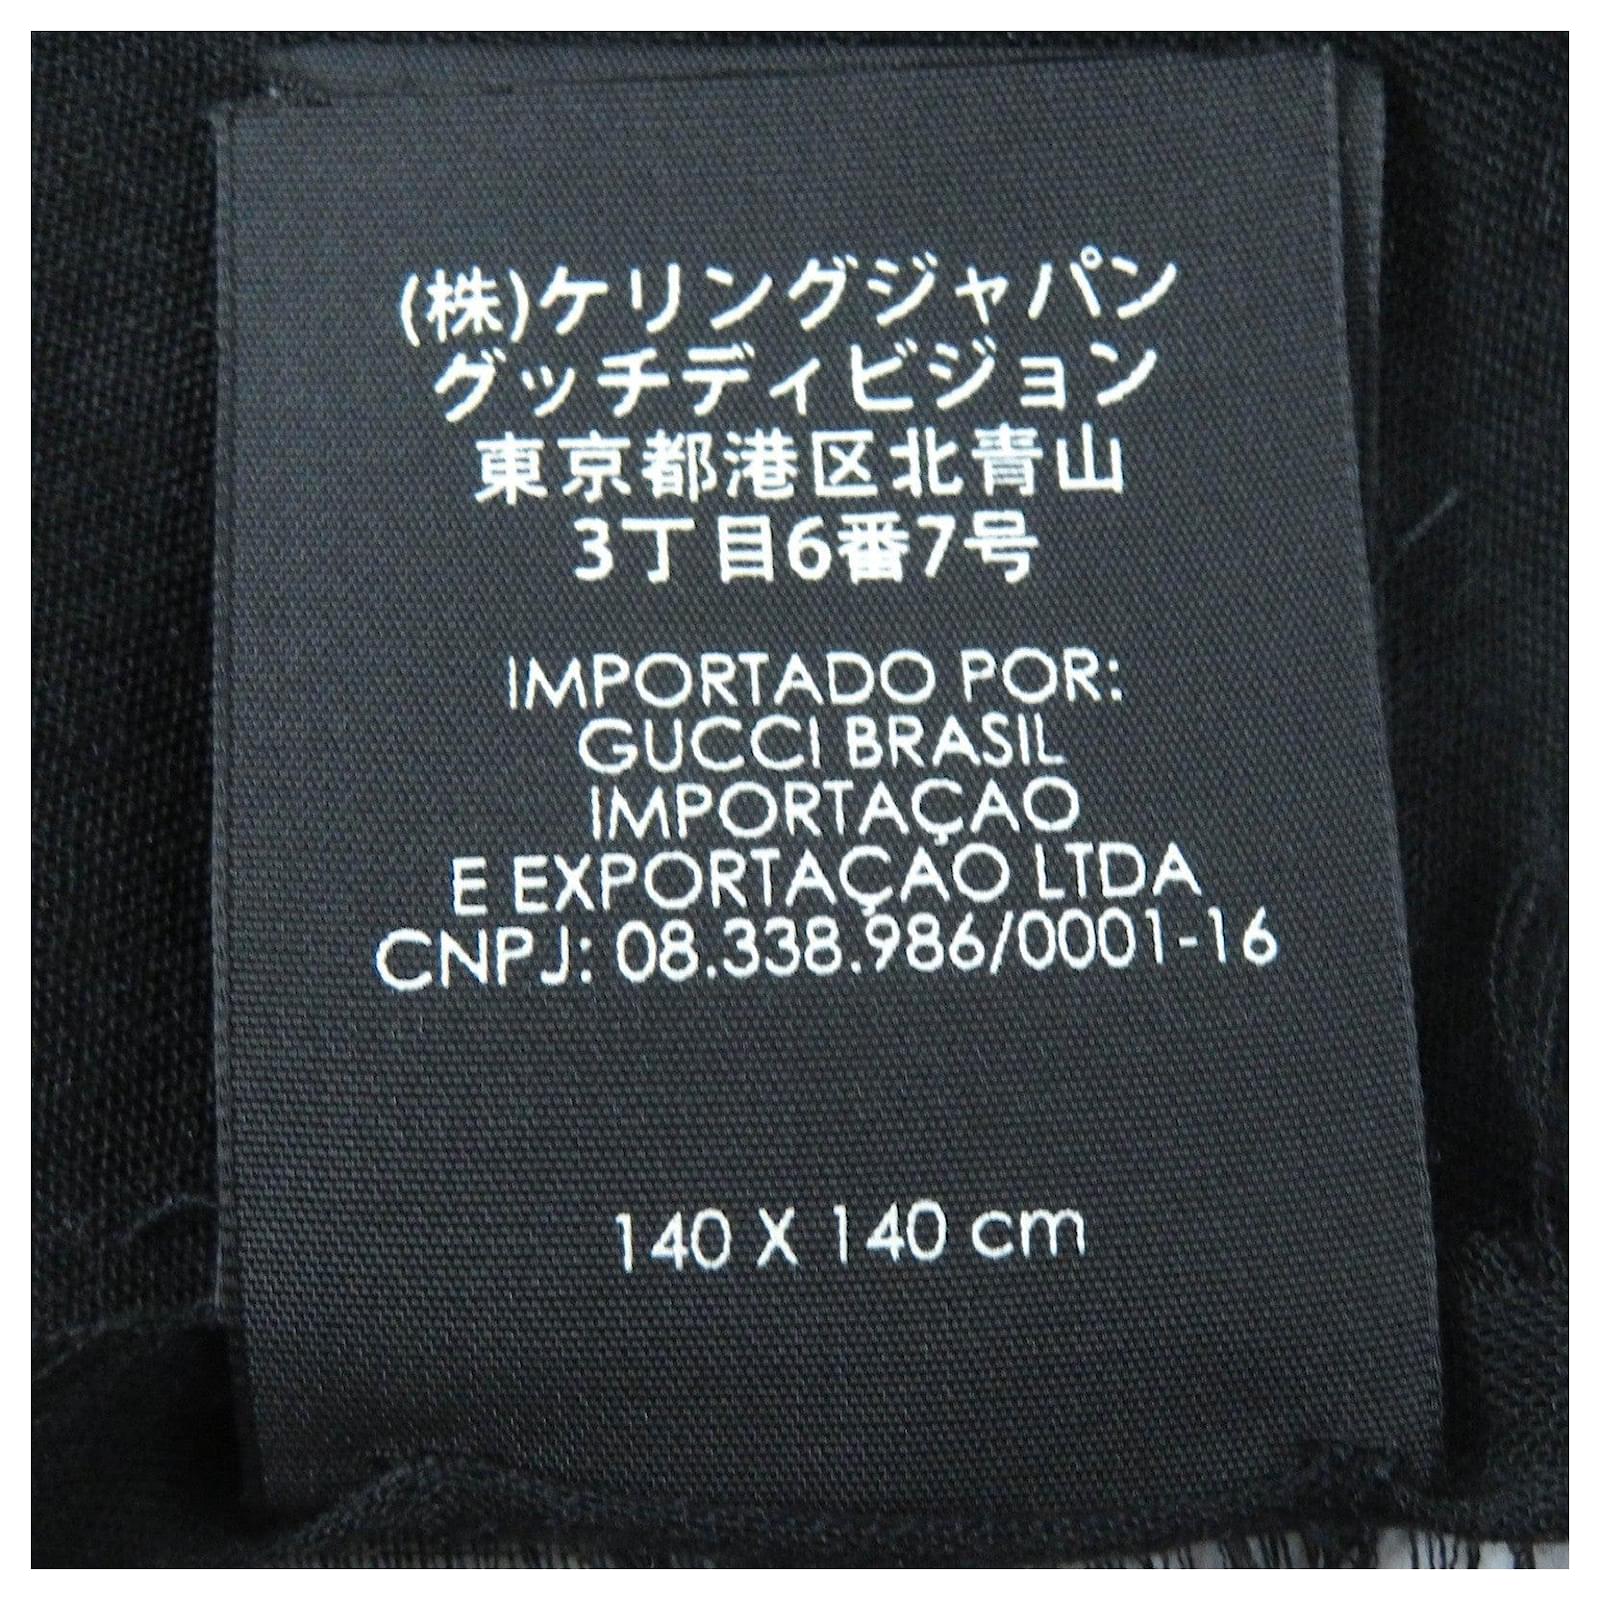 (株)ケリングジャパン
グッチディビジョン
東京都港区北青山
3丁目6番7号
IMPORTADO POR:
GUCCI BRASIL
IMPORTAÇAO
E EXPORTAÇAO LTDA
CNPJ: 08.338.986/0001-16
140 X 140 cm